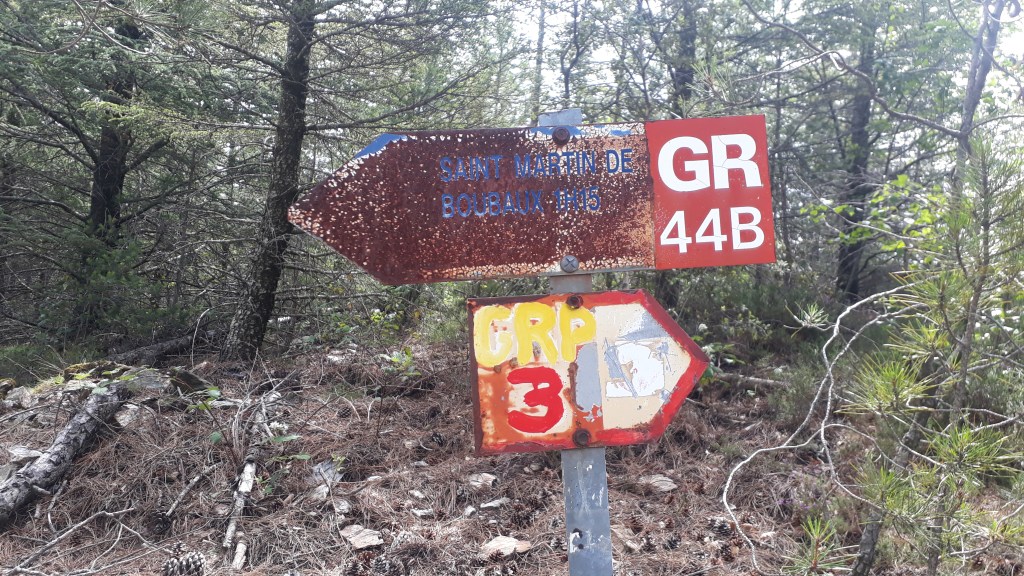 SAINT MARTIN DE
BOUBAUX 1H15
GR
44B
GRP
3